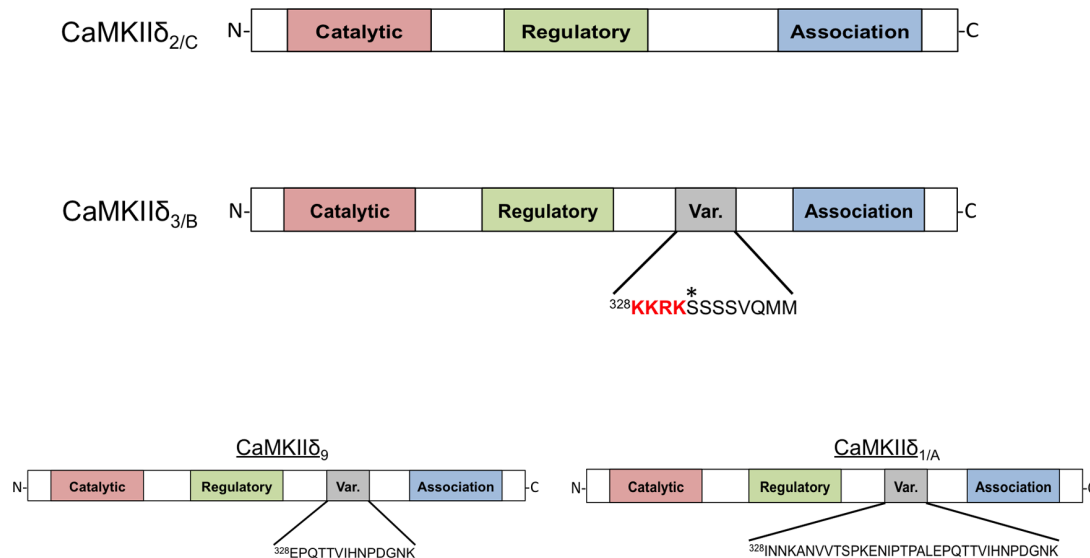 CaMKIIδ2/C N- Catalytic Regulatory Association -C
CaMKIIδ3/B N- Catalytic Regulatory Var. Association -C
*
328KKRKSSSSVQMM
CaMKIIδ9
N- Catalytic Regulatory Var. Association -C
328EPQTTVIHNPDGNK
CaMKIIδ1/A
N- Catalytic Regulatory Var. Association -C
328INNKANVVTSPKENIPTPALEPQTTVIHNPDGNK